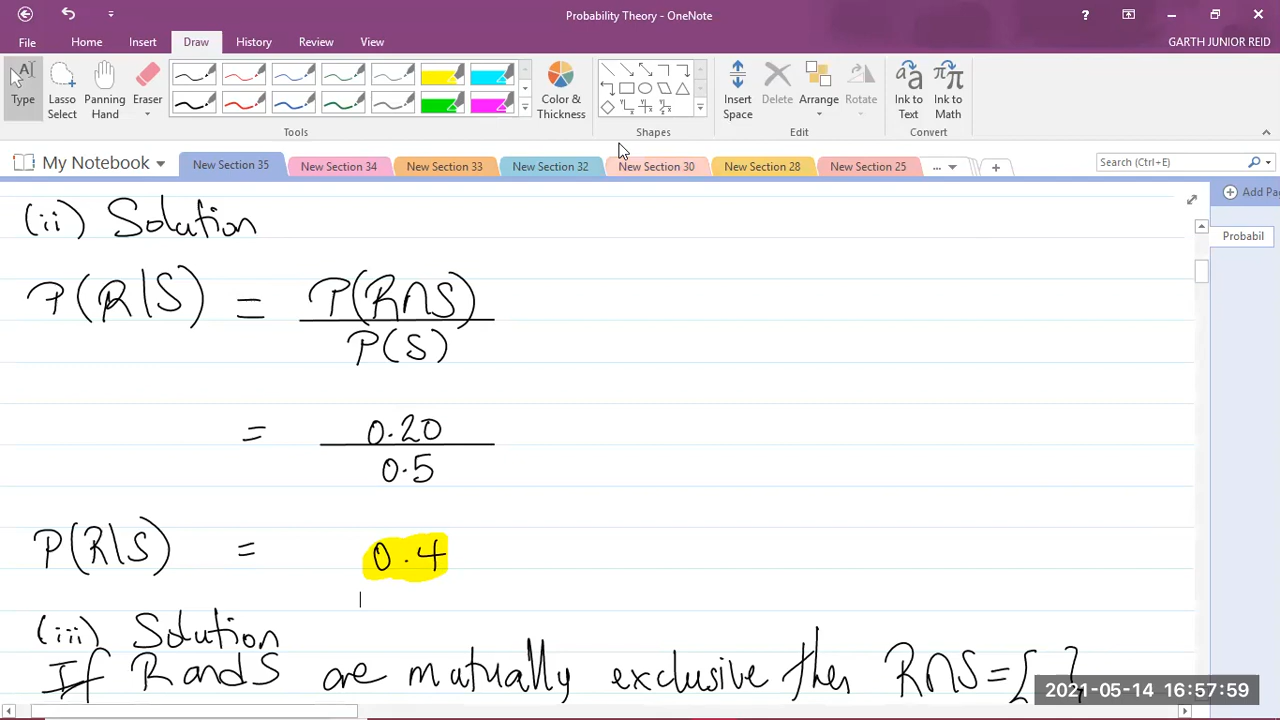 Probability Theory - OneNote
?
File
Home
Insert
Draw
History
Review
View
GARTH JUNIOR REID
Type
Lasso Select
Panning Hand
Eraser
Color & Thickness
Insert Space
Delete
Arrange
Rotate
Ink to Text
Ink to Math
Tools
Shapes
Edit
Convert
My Notebook
New Section 35
New Section 34
New Section 33
New Section 32
New Section 30
New Section 28
New Section 25
...
Search (Ctrl+E)
Add Pa
Probabil
(ii) Solution
P(R|S) = P(R∩S)
P(S)
= 0.20
0.5
P(R|S) = 0.4
(iii) Solution
If R and S are mutually exclusive then R∩S={ }
2021-05-14 16:57:59